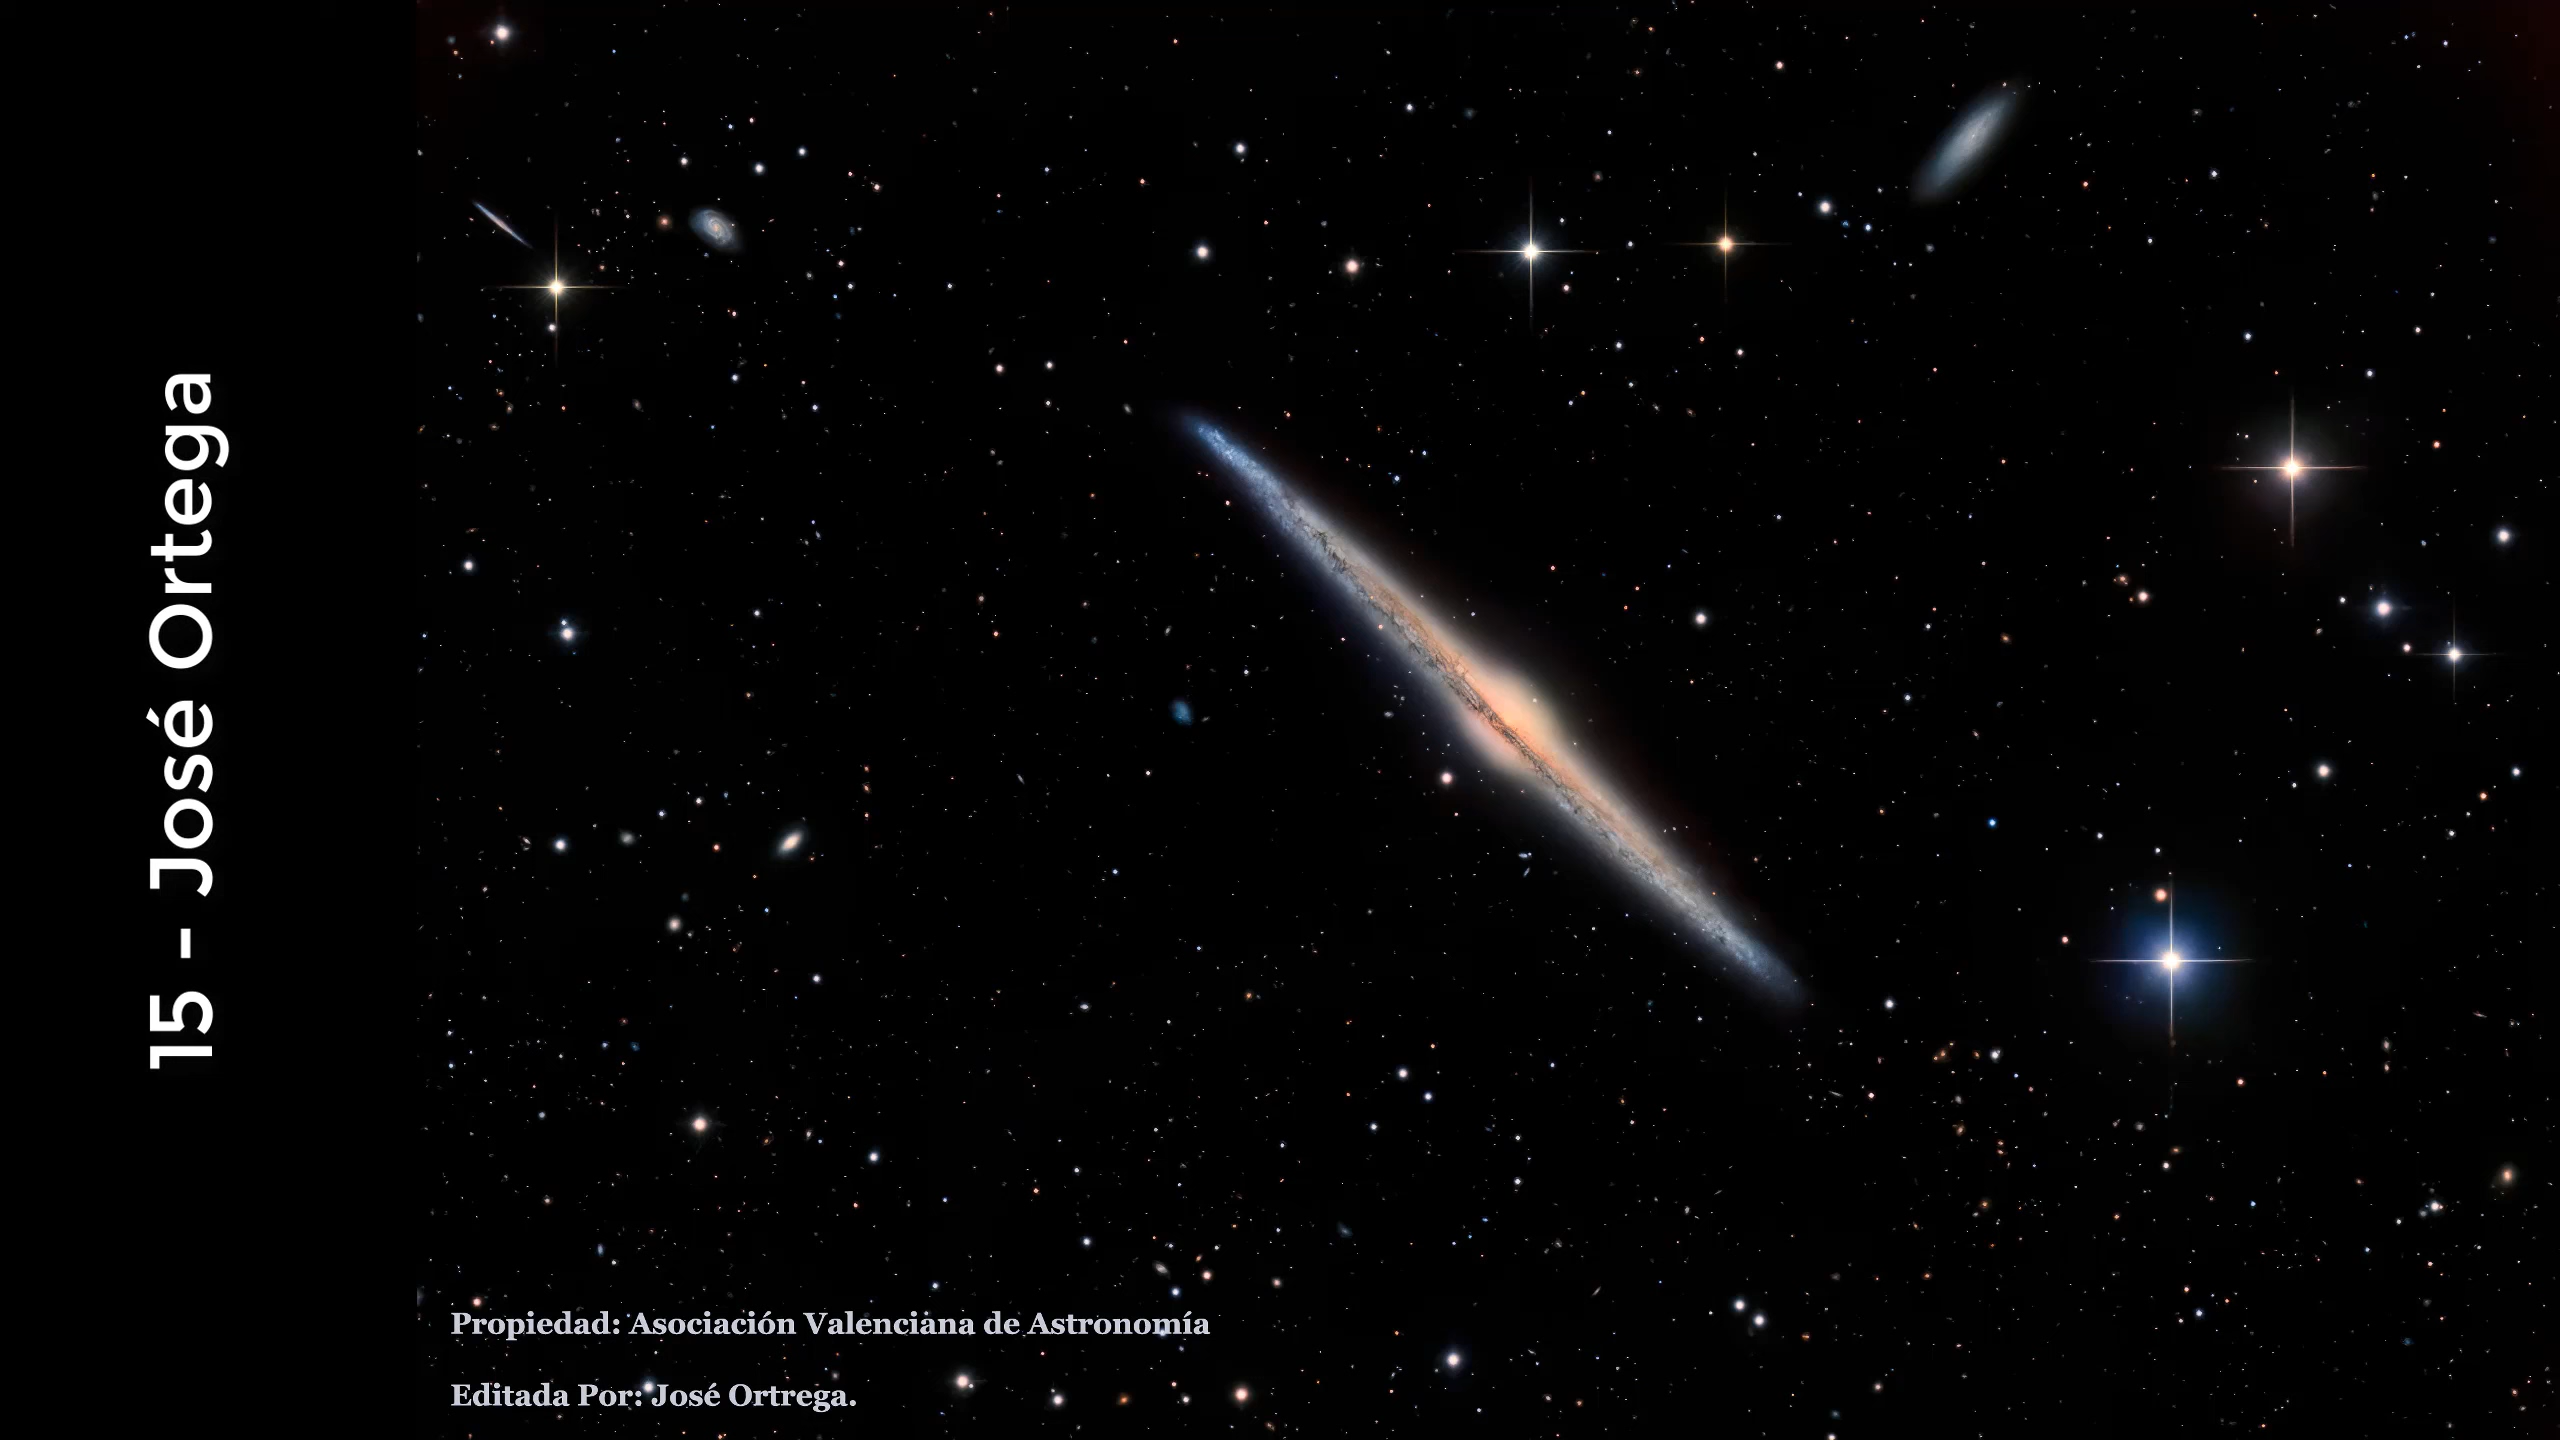 15 - José Ortega
Propiedad: Asociación Valenciana de Astronomía
Editada Por: José Ortrega.